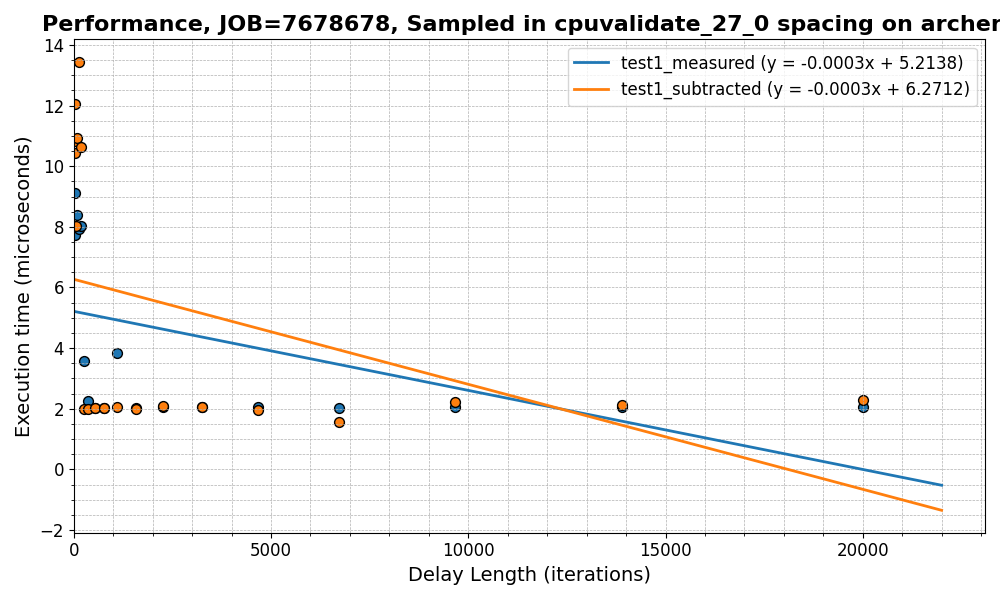 Performance, JOB=7678678, Sampled in cpuvalidate_27_0 spacing on archer
test1_measured (y = -0.0003x + 5.2138)
test1_subtracted (y = -0.0003x + 6.2712)
Execution time (microseconds)
14
12
10
8
6
4
2
0
−2
0 5000 10000 15000 20000
Delay Length (iterations)